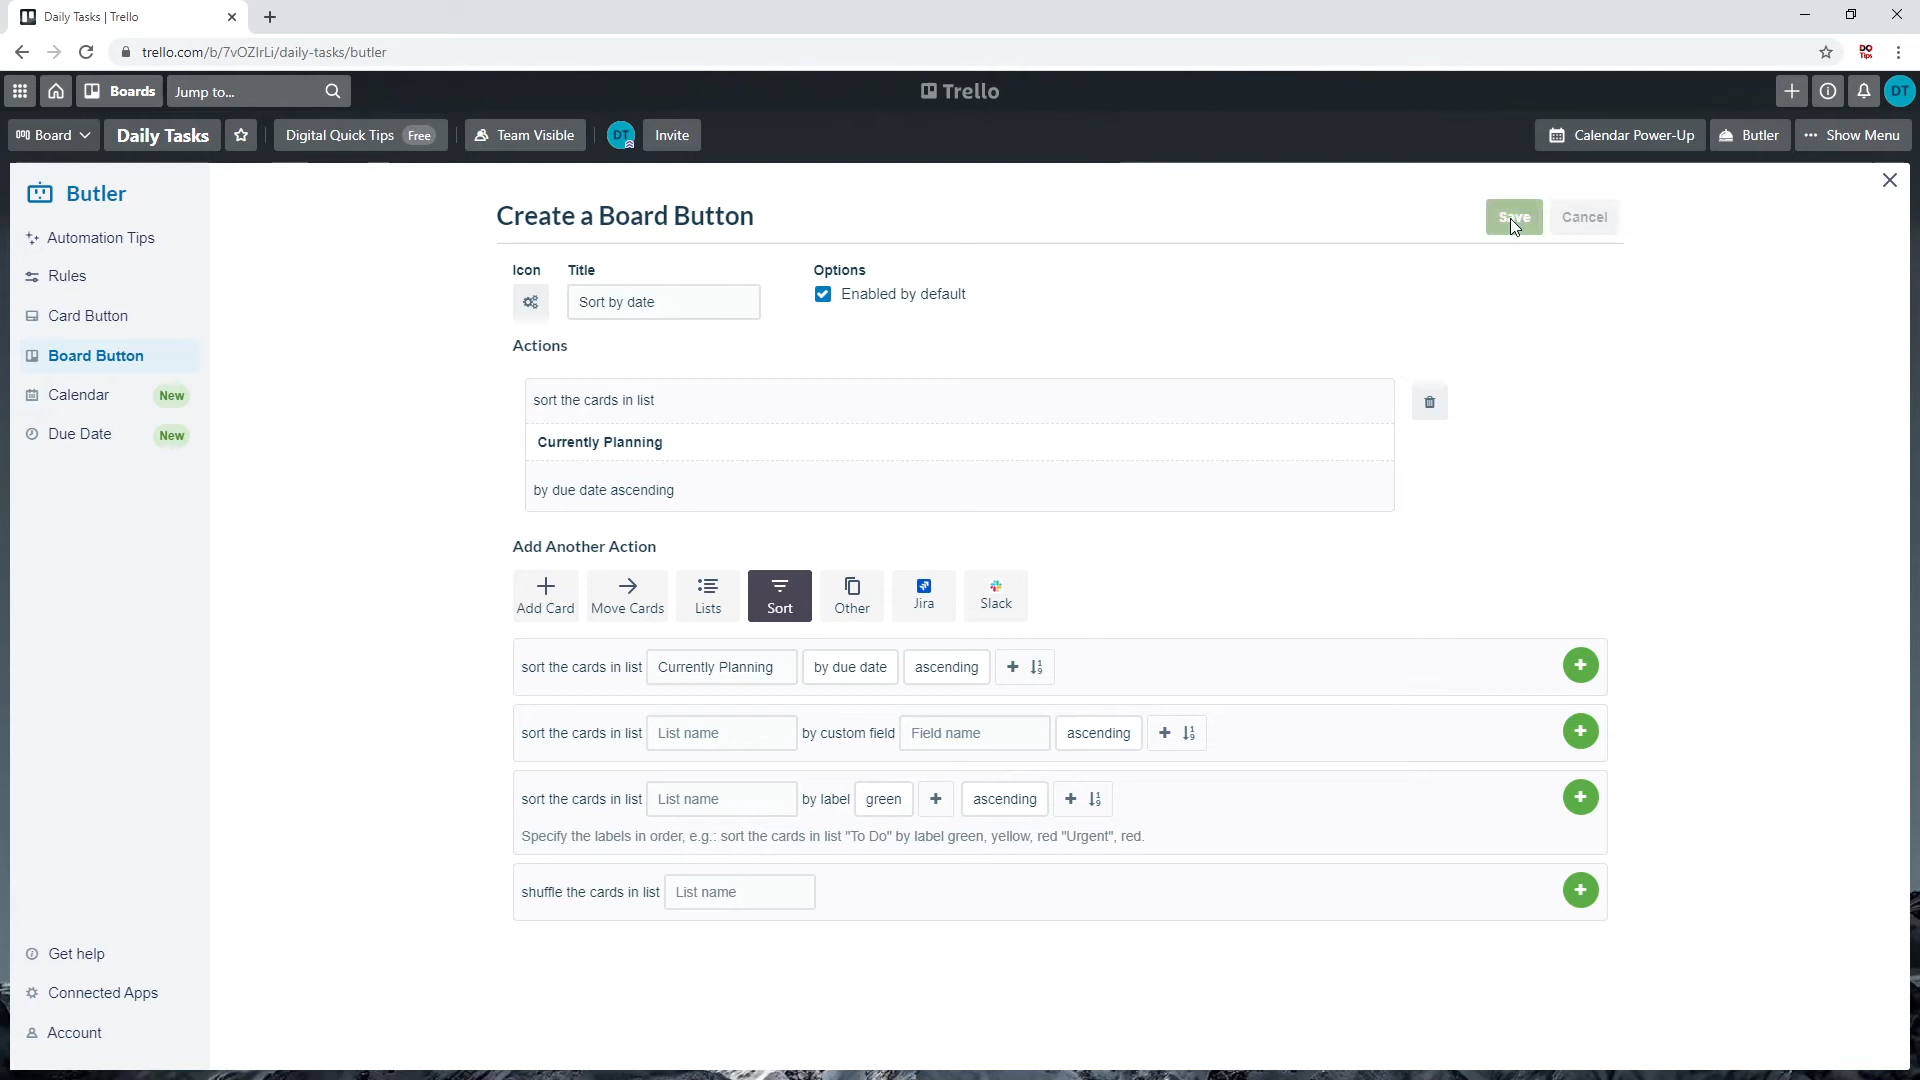 Daily Tasks | Trello
trello.com/b/7vOZIrLi/daily-tasks/butler
DO Tips
Boards
Jump to...
Trello
DT
Board
Daily Tasks
Digital Quick Tips Free
Team Visible
DT
Invite
Calendar Power-Up
Butler
Show Menu
Butler
Automation Tips
Rules
Card Button
Board Button
Calendar New
Due Date New
Get help
Connected Apps
Account
Create a Board Button
Save Cancel
Icon Title Options
Sort by date
Enabled by default
Actions
sort the cards in list
Currently Planning
by due date ascending
Add Another Action
Add Card Move Cards Lists Sort Other Jira Slack
sort the cards in list Currently Planning by due date ascending
sort the cards in list List name by custom field Field name ascending
sort the cards in list List name by label green ascending
Specify the labels in order, e.g.: sort the cards in list "To Do" by label green, yellow, red "Urgent", red.
shuffle the cards in list List name